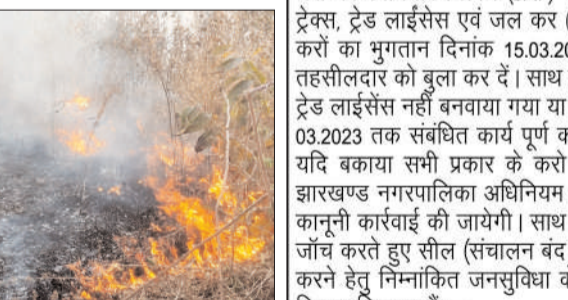 ट्रेक्स, ट्रेड लाईसेंस एवं जल कर (
करों का भुगतान दिनांक 15.03.20
तहसीलदार को बुला कर दें। साथ
ट्रेड लाईसेंस नहीं बनवाया गया या
03.2023 तक संबंधित कार्य पूर्ण क
यदि बकाया सभी प्रकार के करो
झारखण्ड नगरपालिका अधिनियम
कानूनी कार्रवाई की जायेगी। साथ
जॉच करते हुए सील (संचालन बंद
करने हेतु निम्नांकित जनसुविधा के